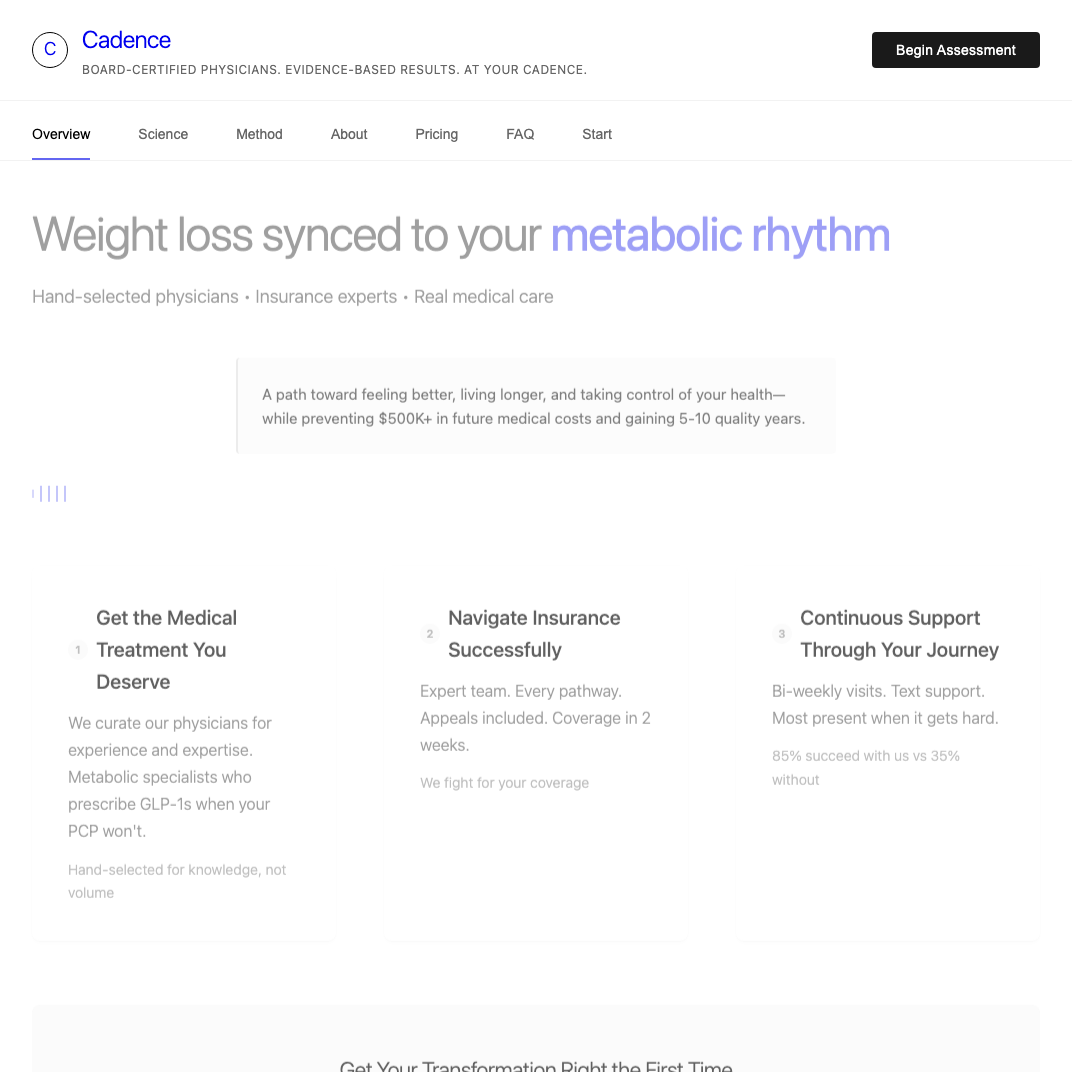 C
Cadence
BOARD-CERTIFIED PHYSICIANS. EVIDENCE-BASED RESULTS. AT YOUR CADENCE.
Begin Assessment
Overview
Science
Method
About
Pricing
FAQ
Start
Weight loss synced to your metabolic rhythm
Hand-selected physicians • Insurance experts • Real medical care
A path toward feeling better, living longer, and taking control of your health—
while preventing $500K+ in future medical costs and gaining 5-10 quality years.
1
Get the Medical
Treatment You
Deserve
We curate our physicians for
experience and expertise.
Metabolic specialists who
prescribe GLP-1s when your
PCP won't.
Hand-selected for knowledge, not
volume
2
Navigate Insurance
Successfully
Expert team. Every pathway.
Appeals included. Coverage in 2
weeks.
We fight for your coverage
3
Continuous Support
Through Your Journey
Bi-weekly visits. Text support.
Most present when it gets hard.
85% succeed with us vs 35%
without
Get Your Transformation Right the First Time